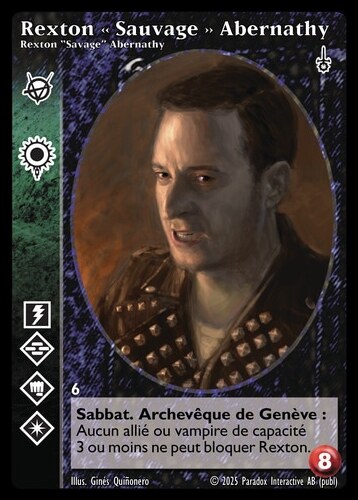 Rexton « Sauvage » Abernathy
Rexton "Savage" Abernathy
6
Sabbat. Archevêque de Genève :
Aucun allié ou vampire de capacité
3 ou moins ne peut bloquer Rexton.
8
Illus. Ginés Quiñonero © 2025 Paradox Interactive AB (publ)